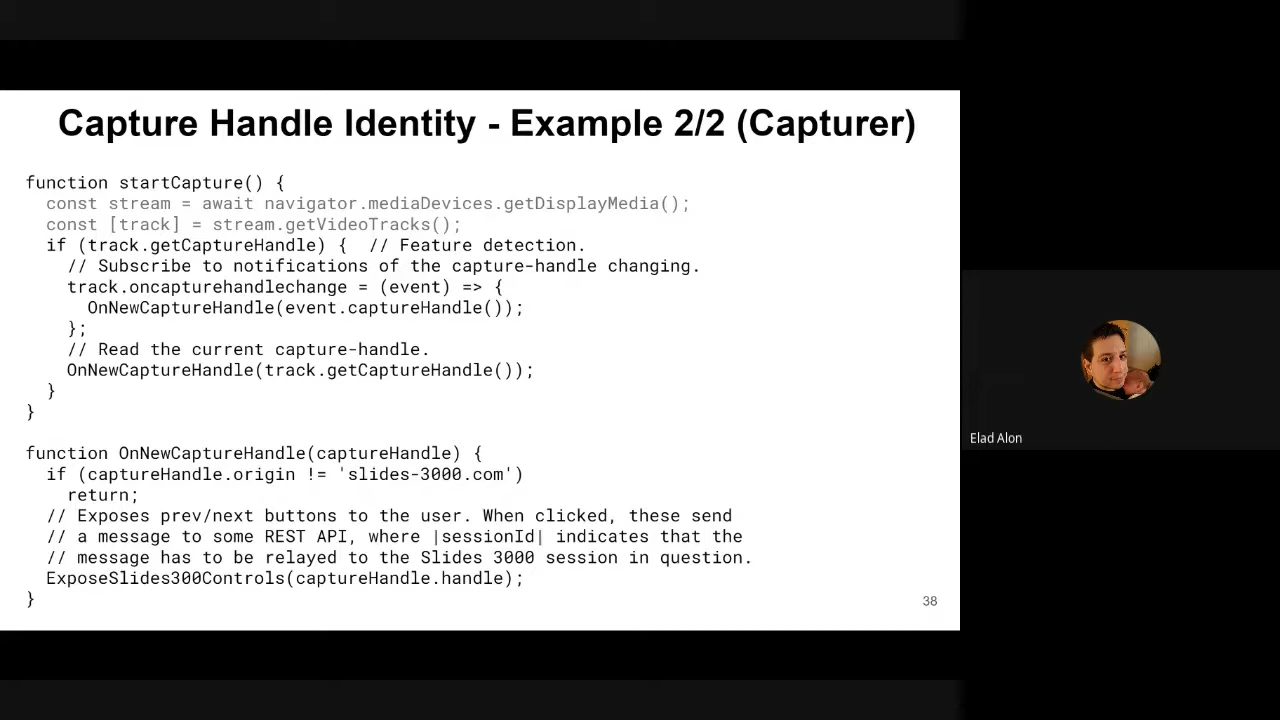 Capture Handle Identity - Example 2/2 (Capturer)
function startCapture() {
  const stream = await navigator.mediaDevices.getDisplayMedia();
  const [track] = stream.getVideoTracks();
  if (track.getCaptureHandle) {  // Feature detection.
    // Subscribe to notifications of the capture-handle changing.
    track.oncapturehandlechange = (event) => {
      OnNewCaptureHandle(event.captureHandle());
    };
    // Read the current capture-handle.
    OnNewCaptureHandle(track.getCaptureHandle());
  }
}
function OnNewCaptureHandle(captureHandle) {
  if (captureHandle.origin != 'slides-3000.com')
    return;
  // Exposes prev/next buttons to the user. When clicked, these send
  // a message to some REST API, where |sessionId| indicates that the
  // message has to be relayed to the Slides 3000 session in question.
  ExposeSlides300Controls(captureHandle.handle);
}
38
Elad Alon